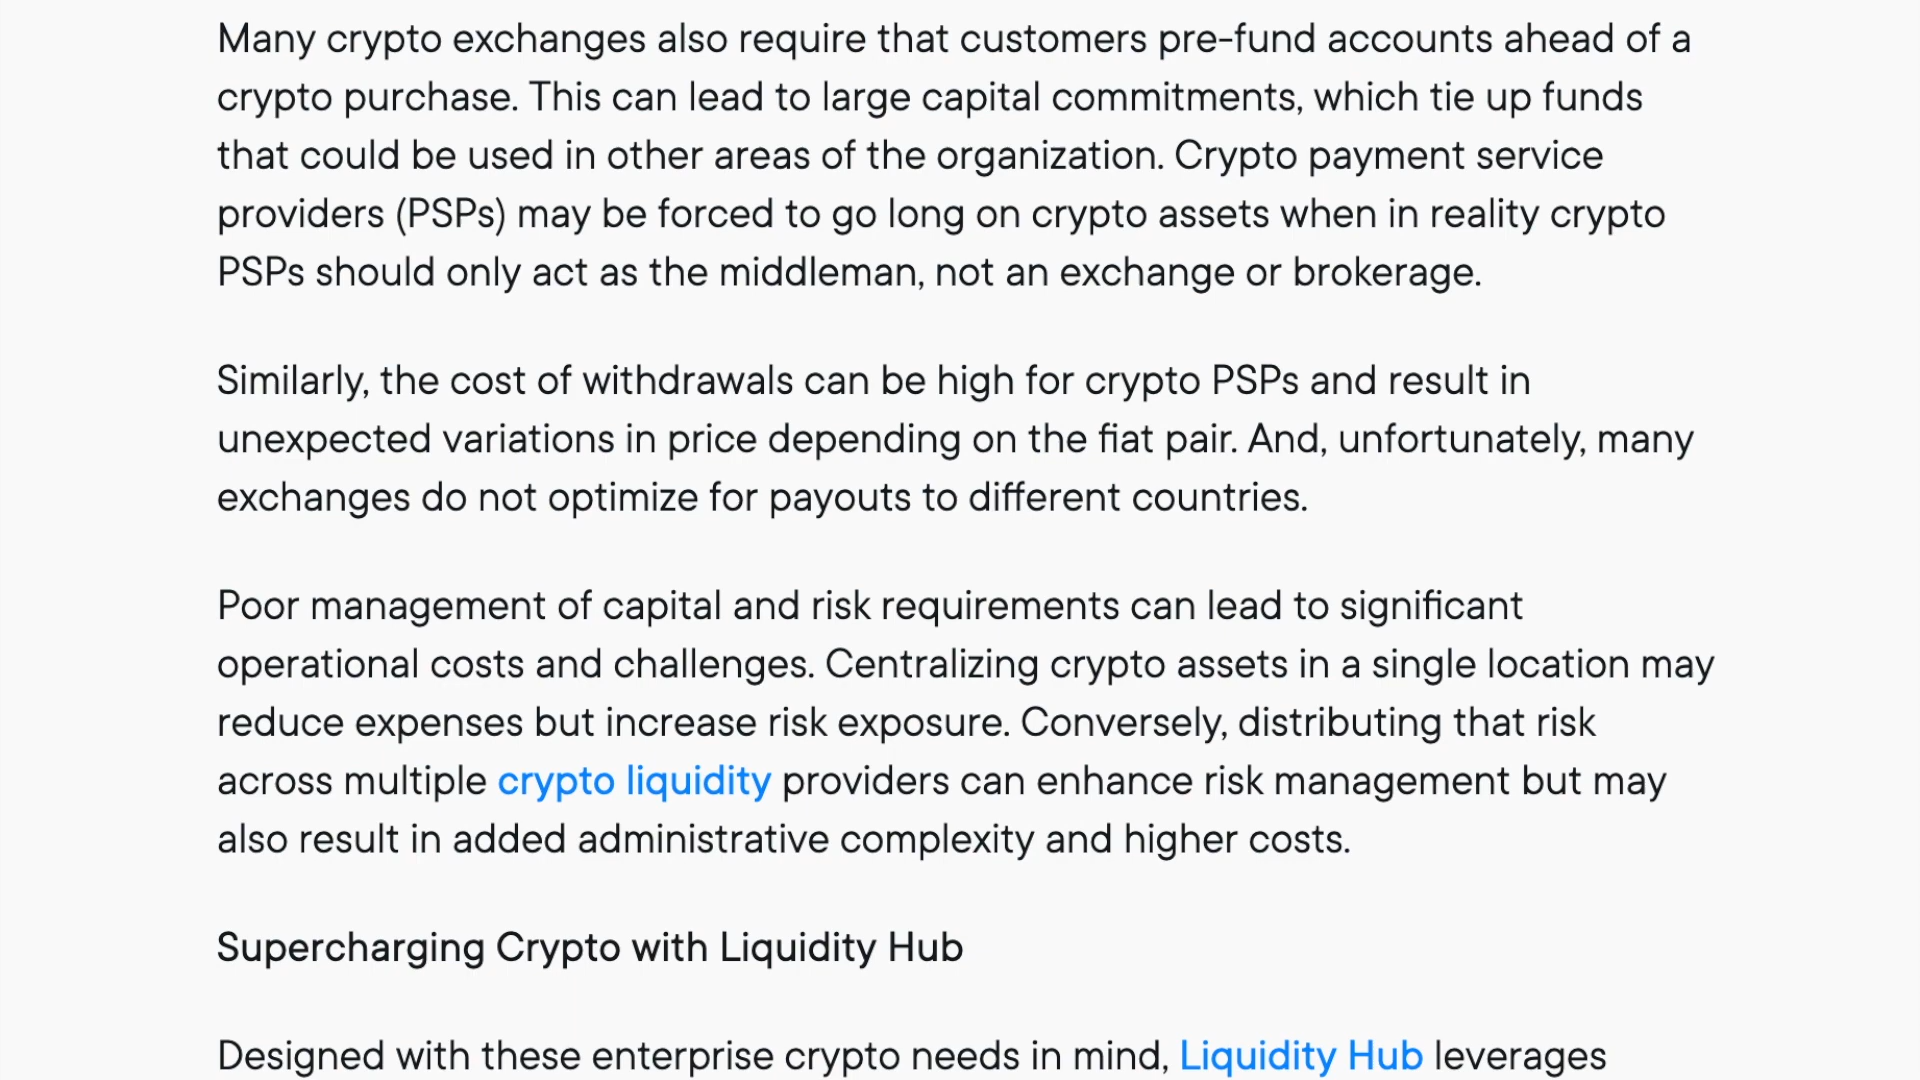 Many crypto exchanges also require that customers pre-fund accounts ahead of a
crypto purchase. This can lead to large capital commitments, which tie up funds
that could be used in other areas of the organization. Crypto payment service
providers (PSPs) may be forced to go long on crypto assets when in reality crypto
PSPs should only act as the middleman, not an exchange or brokerage.
Similarly, the cost of withdrawals can be high for crypto PSPs and result in
unexpected variations in price depending on the fiat pair. And, unfortunately, many
exchanges do not optimize for payouts to different countries.
Poor management of capital and risk requirements can lead to significant
operational costs and challenges. Centralizing crypto assets in a single location may
reduce expenses but increase risk exposure. Conversely, distributing that risk
across multiple crypto liquidity providers can enhance risk management but may
also result in added administrative complexity and higher costs.
Supercharging Crypto with Liquidity Hub
Designed with these enterprise crypto needs in mind, Liquidity Hub leverages